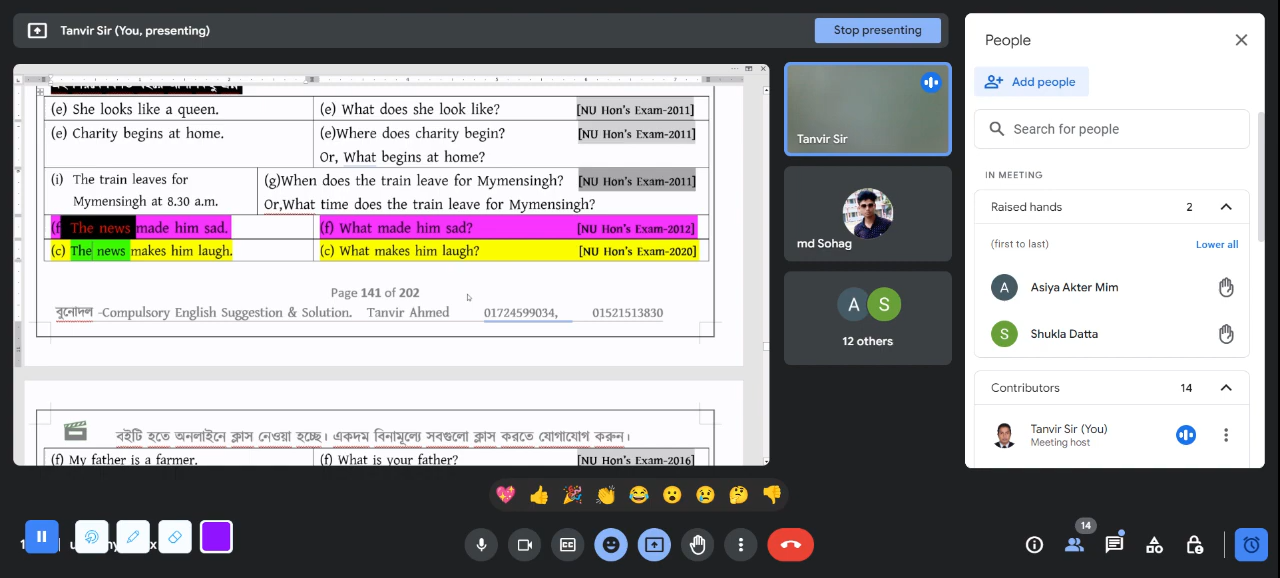 Tanvir Sir (You, presenting)
Stop presenting
(e) She looks like a queen.
(e) What does she look like?
[NU Hon's Exam-2011]
(e) Charity begins at home.
(e)Where does charity begin?
[NU Hon's Exam-2011]
Or, What begins at home?
(i) The train leaves for
Mymensingh at 8.30 a.m.
(g)When does the train leave for Mymensingh?
[NU Hon's Exam-2011]
Or,What time does the train leave for Mymensingh?
(f) The news made him sad.
(f) What made him sad?
[NU Hon's Exam-2012]
(c) The news makes him laugh.
(c) What makes him laugh?
[NU Hon's Exam-2020]
Page 141 of 202
বুনোদল -Compulsory English Suggestion & Solution. Tanvir Ahmed 01724599034, 01521513830
বইটি হতে অনলাইনে ক্লাস নেওয়া হচ্ছে। একদম বিনামূল্যে সবগুলো ক্লাস করতে যোগাযোগ করুন।
(f) My father is a farmer.
(f) What is your father?
[NU Hon's Exam-2016]
Tanvir Sir
md Sohag
A S
12 others
People
Add people
Search for people
IN MEETING
Raised hands 2
(first to last)
Lower all
A Asiya Akter Mim
S Shukla Datta
Contributors 14
Tanvir Sir (You)
Meeting host
14